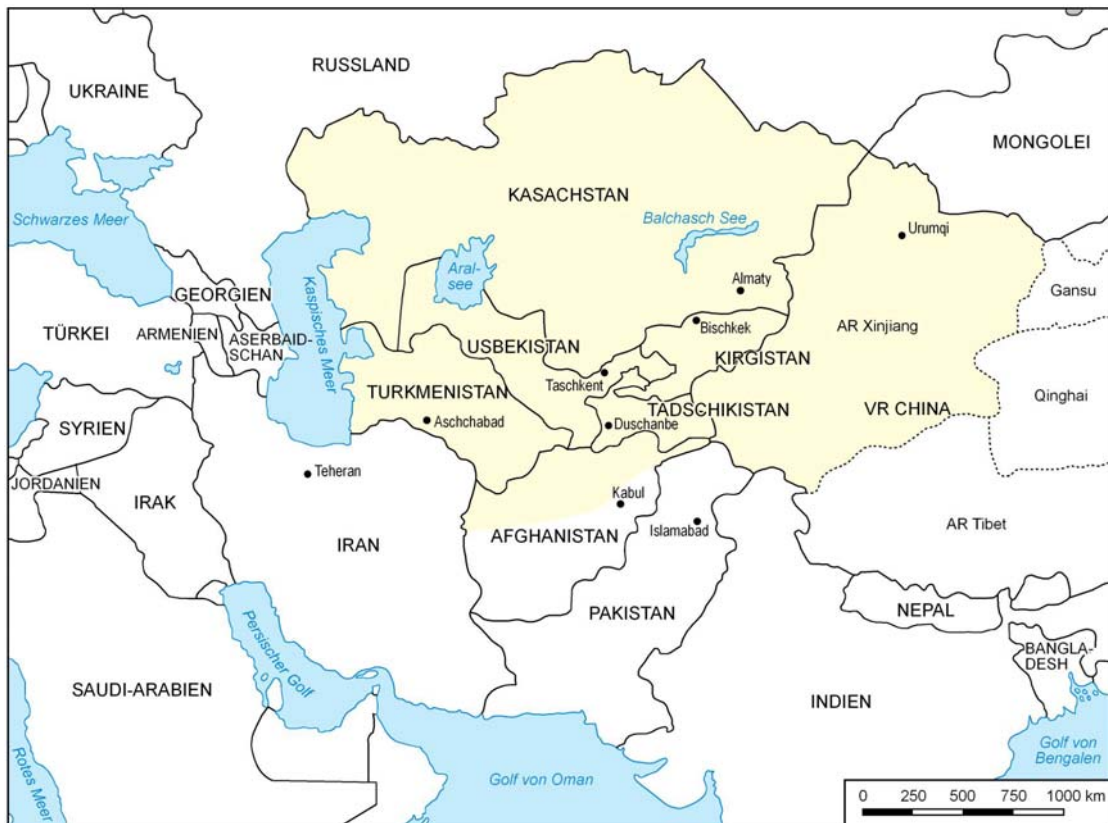 RUSSLAND
UKRAINE
MONGOLEI
KASACHSTAN
Schwarzes Meer
Balchasch See
Urumqi
Aral-
see
Kaspisches Meer
Almaty
Gansu
GEORGIEN
Bischkek
AR Xinjiang
TÜRKEI
ARMENIEN
ASERBAID-
SCHAN
USBEKISTAN
KIRGISTAN
Taschkent
TURKMENISTAN
TADSCHIKISTAN
VR CHINA
Qinghai
Aschchabad
Duschanbe
SYRIEN
Teheran
JORDANIEN
IRAK
Kabul
Islamabad
AR Tibet
IRAN
AFGHANISTAN
PAKISTAN
NEPAL
Persischer Golf
BANGLA-
DESH
SAUDI-ARABIEN
INDIEN
Rotes Meer
Golf von Oman
Golf von
Bengalen
0 250 500 750 1000 km